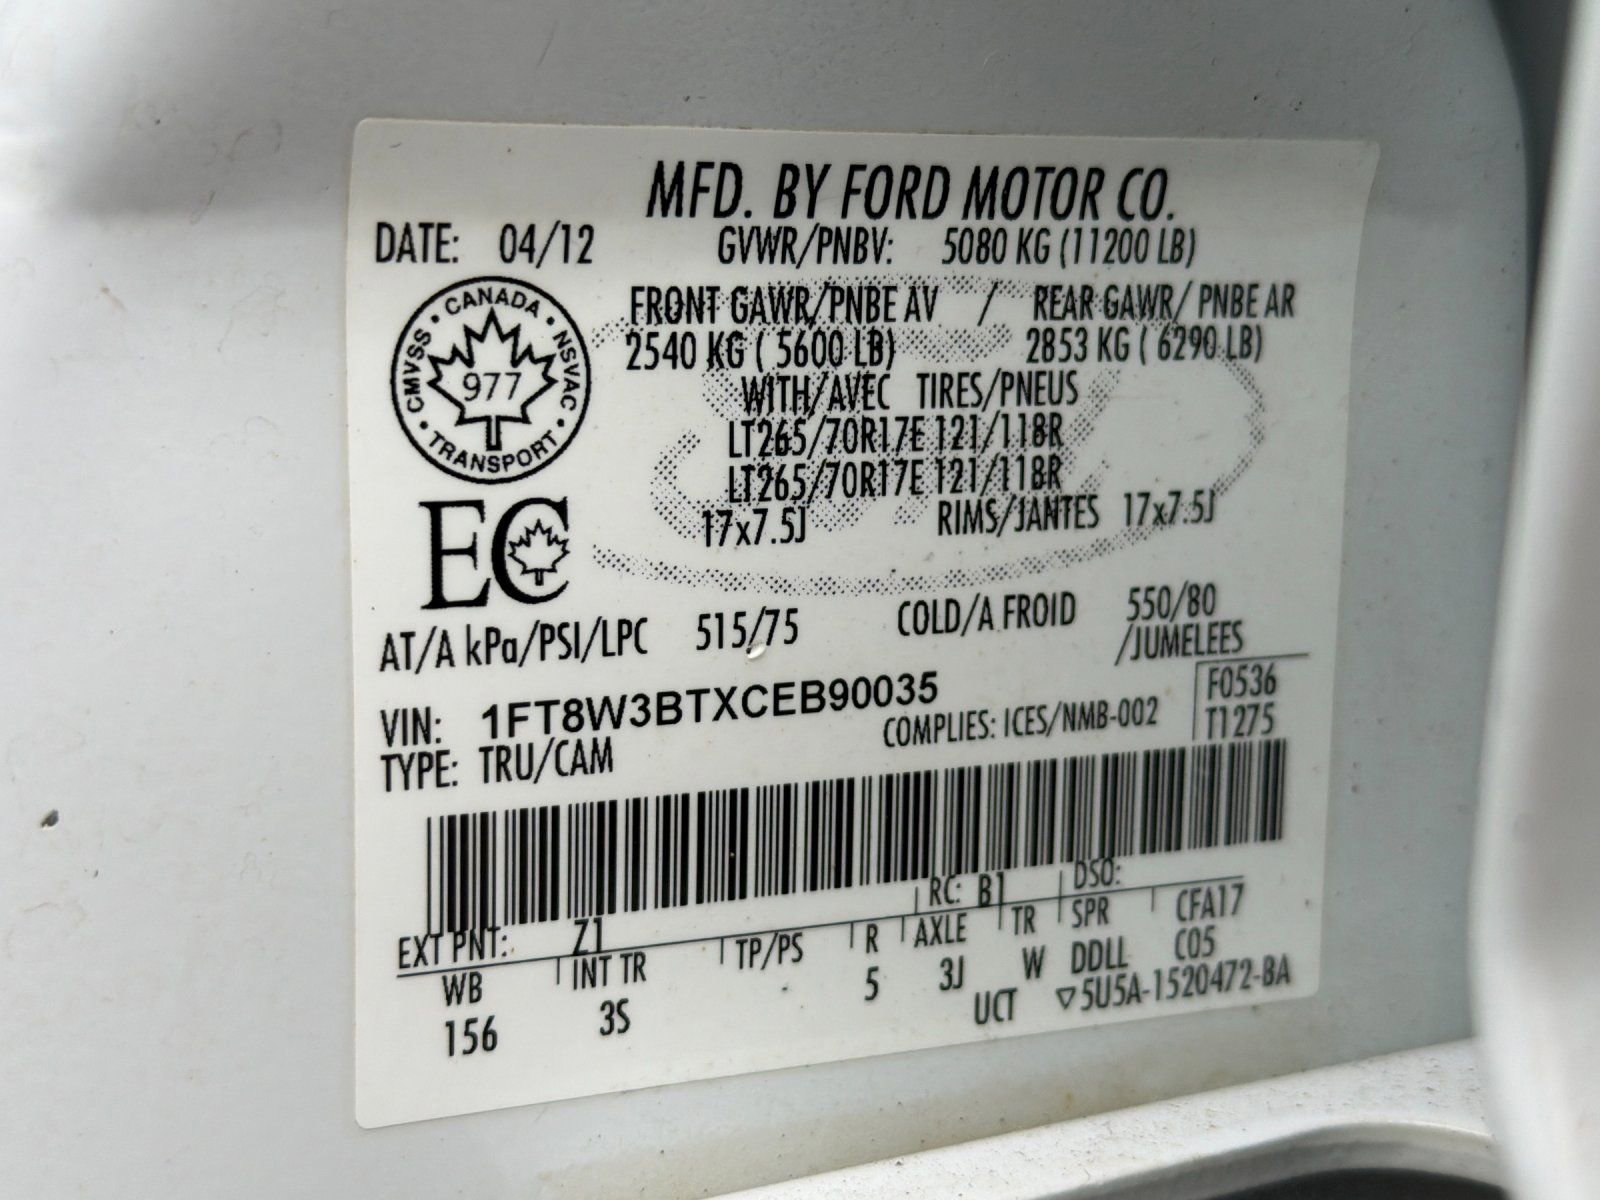 MFD. BY FORD MOTOR CO.
DATE: 04/12 GVWR/PNBV: 5080 KG (11200 LB)
FRONT GAWR/PNBE AV / REAR GAWR/ PNBE AR
2540 KG ( 5600 LB) 2853 KG ( 6290 LB)
WITH/AVEC TIRES/PNEUS
LT265/70R17E 121/118R
LT265/70R17E 121/118R
17x7.5J RIMS/JANTES 17x7.5J
CANADA · NSVAC · TRANSPORT · CMVSS ·
977
EC
AT/A kPa/PSI/LPC 515/75 COLD/A FROID 550/80
/JUMELEES
VIN: 1FT8W3BTXCEB90035 F0536
TYPE: TRU/CAM COMPLIES: ICES/NMB-002 T1275
EXT PNT: Z1 RC: B1 DSO:
WB INT TR TP/PS R AXLE TR SPR CFA17
156 3S 5 3J W DDLL C05
UCT ▽5U5A-1520472-BA